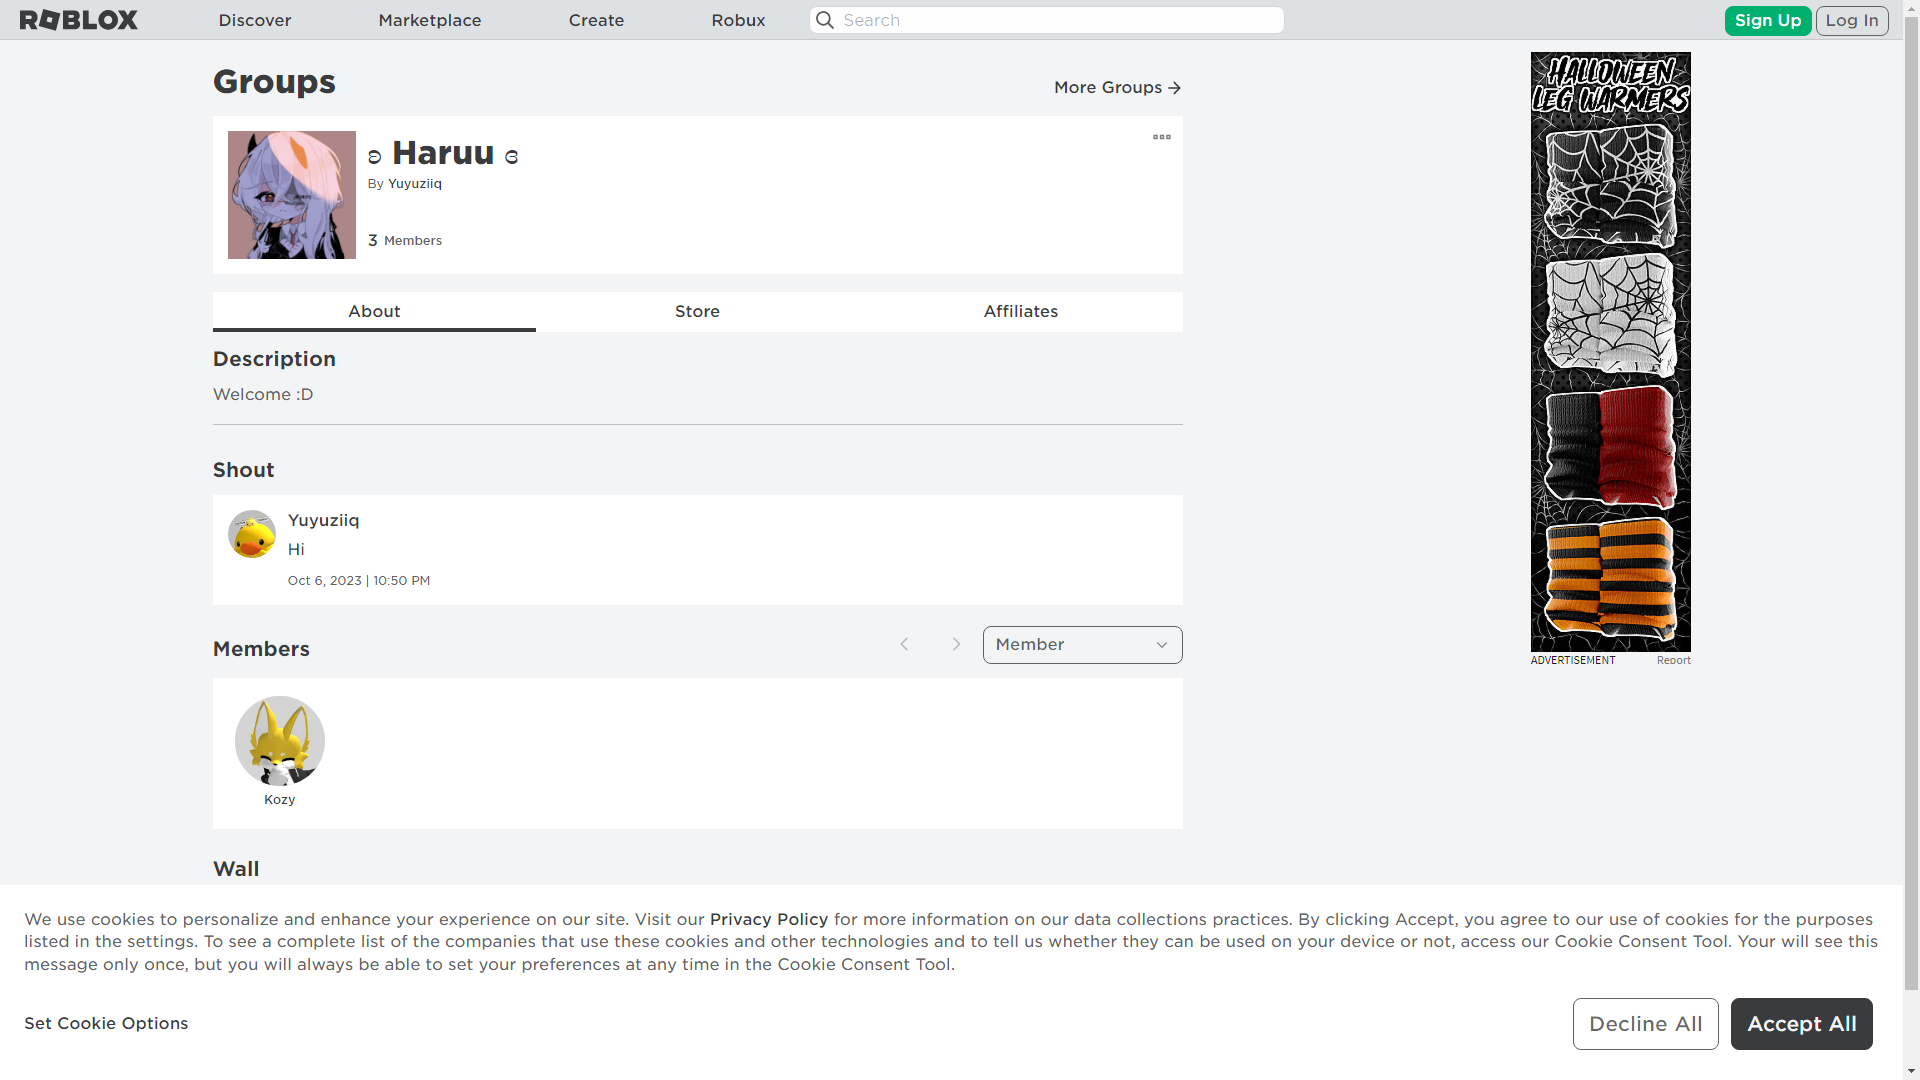 ROBLOX Discover Marketplace Create Robux Search Sign Up Log In
Groups
More Groups
ʚ Haruu ɞ
By Yuyuziiq
3 Members
About Store Affiliates
Description
Welcome :D
Shout
Yuyuziiq
Hi
Oct 6, 2023 | 10:50 PM
Members
Member
Kozy
Wall
HALLOWEEN
LEG WARMERS
ADVERTISEMENT Report
We use cookies to personalize and enhance your experience on our site. Visit our Privacy Policy for more information on our data collections practices. By clicking Accept, you agree to our use of cookies for the purposes
listed in the settings. To see a complete list of the companies that use these cookies and other technologies and to tell us whether they can be used on your device or not, access our Cookie Consent Tool. Your will see this
message only once, but you will always be able to set your preferences at any time in the Cookie Consent Tool.
Set Cookie Options
Decline All
Accept All